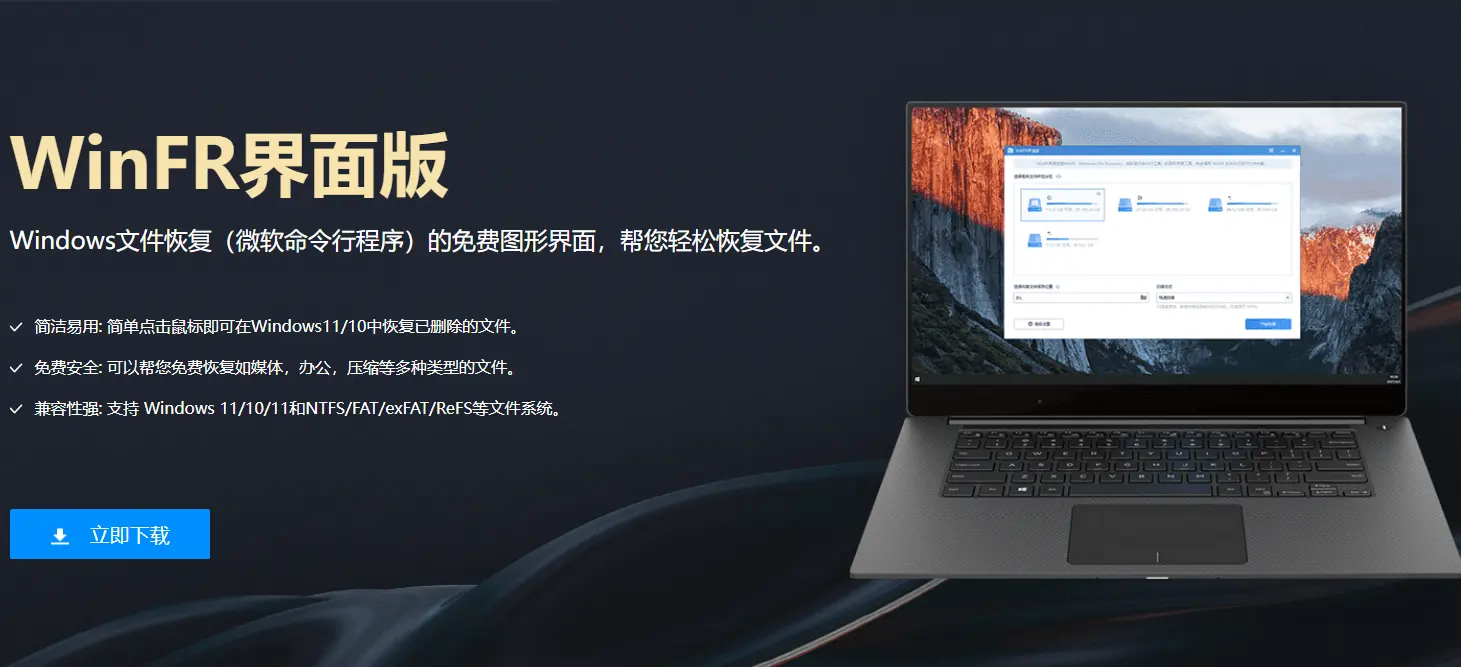 WinFR界面版
Windows文件恢复（微软命令行程序）的免费图形界面，帮您轻松恢复文件。
简洁易用: 简单点击鼠标即可在Windows11/10中恢复已删除的文件。
免费安全: 可以帮您免费恢复如媒体，办公，压缩等多种类型的文件。
兼容性强: 支持 Windows 11/10/11和NTFS/FAT/exFAT/ReFS等文件系统。
立即下载